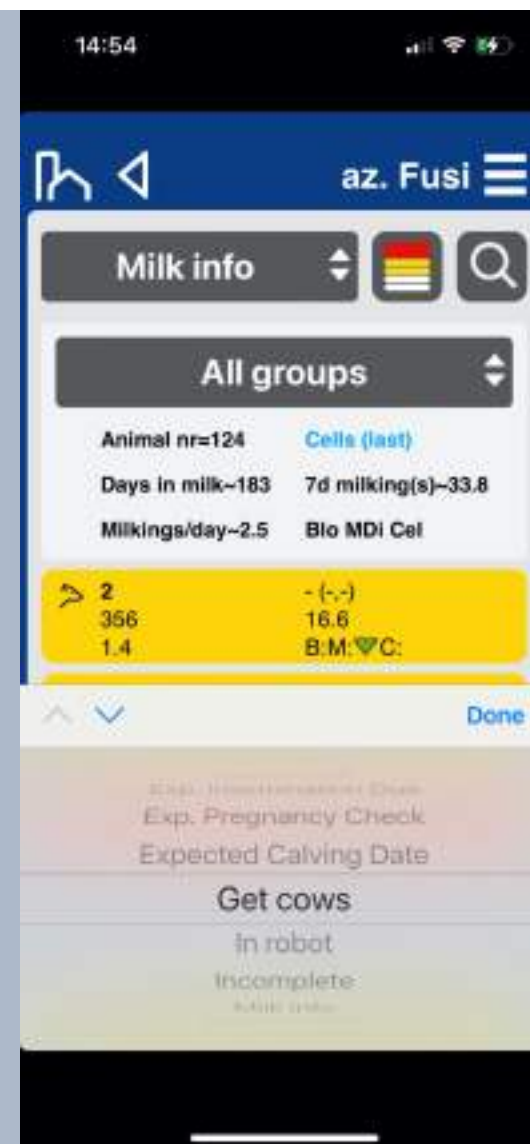 14:54
az. Fusi
Milk info
All groups
Animal nr=124 Cells (last)
Days in milk~183 7d milking(s)~33.8
Milkings/day~2.5 Blo MDi Cel
2 - (-,-)
356 16.6
1.4 B:M: C:
Done
Exp. Pregnancy Check
Expected Calving Date
Get cows
In robot
Incomplete